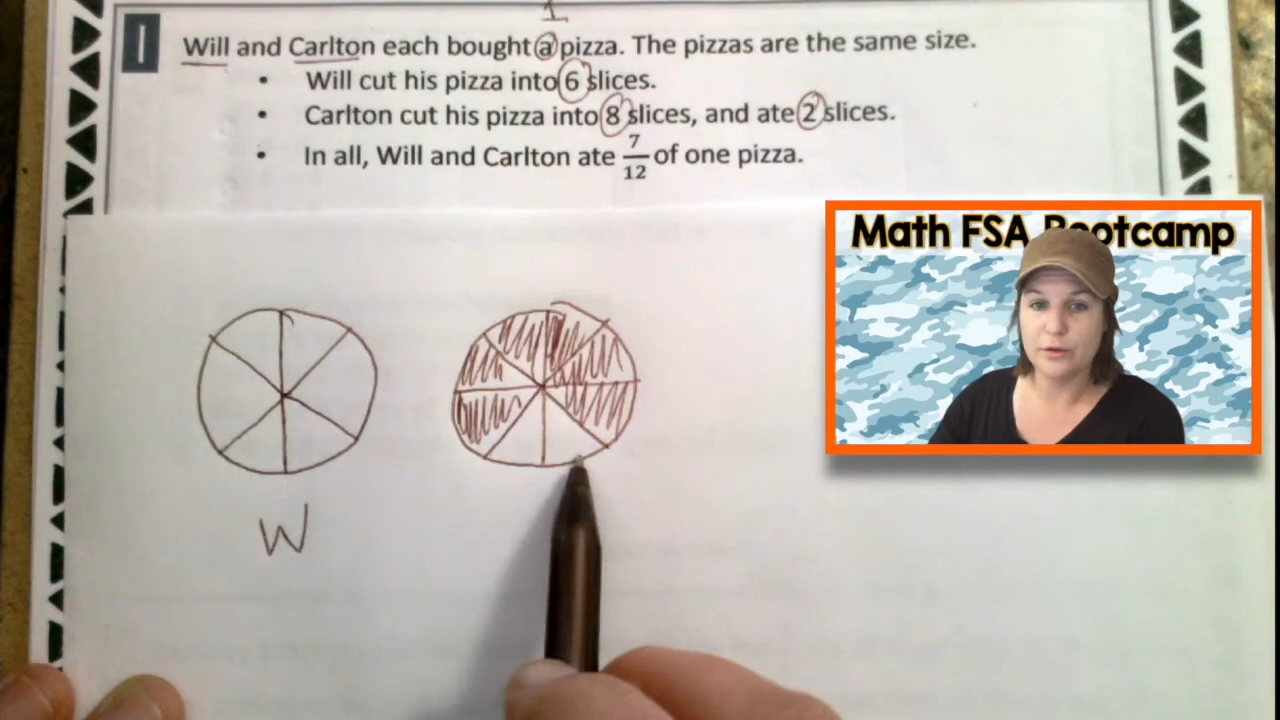 1
1 Will and Carlton each bought a pizza. The pizzas are the same size.
• Will cut his pizza into 6 slices.
• Carlton cut his pizza into 8 slices, and ate 2 slices.
• In all, Will and Carlton ate 7/12 of one pizza.
Math FSA Bootcamp
W